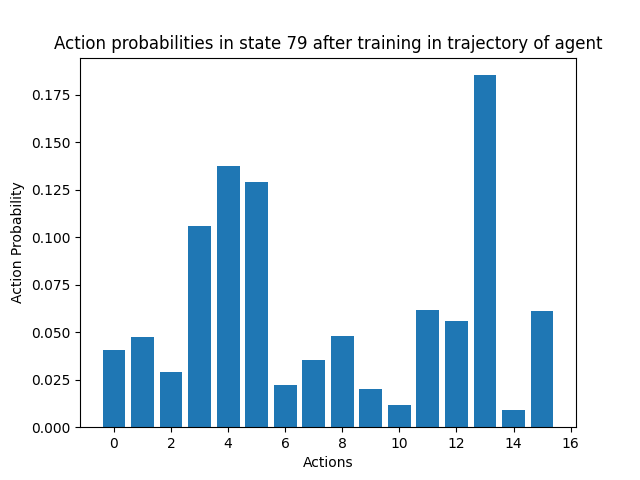 Action probabilities in state 79 after training in trajectory of agent
0.175
0.150
0.125
0.100
0.075
0.050
0.025
0.000
Action Probability
0 2 4 6 8 10 12 14 16
Actions